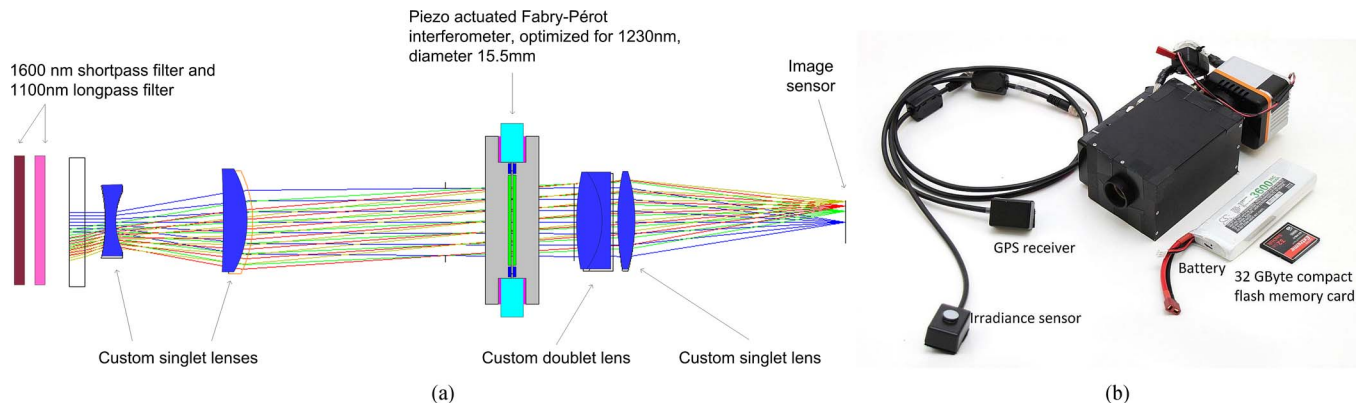 Piezo actuated Fabry-Pérot
interferometer, optimized for 1230nm,
diameter 15.5mm
1600 nm shortpass filter and
1100nm longpass filter
Image
sensor
Custom singlet lenses
Custom doublet lens
Custom singlet lens
(a)
GPS receiver
Irradiance sensor
Battery
3600
32 GByte compact
flash memory card
(b)